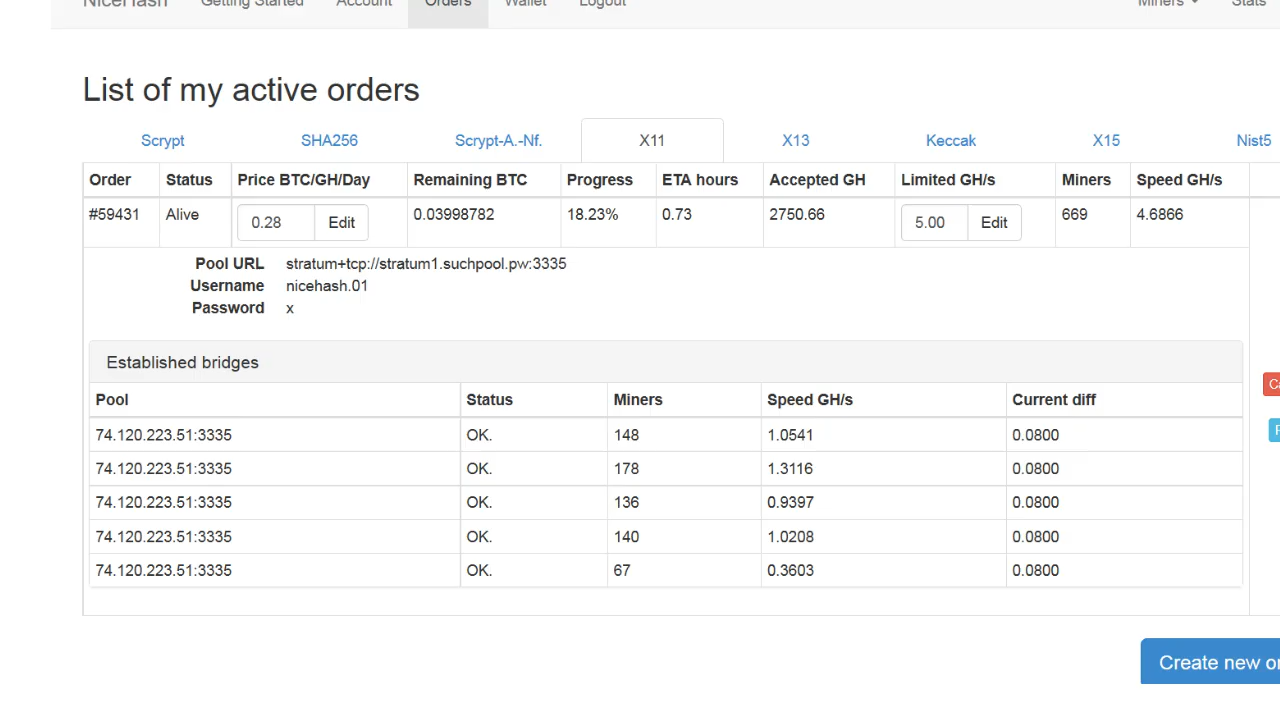 NiceHash Getting Started Account Orders Wallet Logout Miners Stats
List of my active orders
Scrypt SHA256 Scrypt-A.-Nf. X11 X13 Keccak X15 Nist5
Order Status Price BTC/GH/Day Remaining BTC Progress ETA hours Accepted GH Limited GH/s Miners Speed GH/s
#59431 Alive 0.28 Edit 0.03998782 18.23% 0.73 2750.66 5.00 Edit 669 4.6866
Pool URL stratum+tcp://stratum1.suchpool.pw:3335
Username nicehash.01
Password x
Established bridges
Pool Status Miners Speed GH/s Current diff
74.120.223.51:3335 OK. 148 1.0541 0.0800
74.120.223.51:3335 OK. 178 1.3116 0.0800
74.120.223.51:3335 OK. 136 0.9397 0.0800
74.120.223.51:3335 OK. 140 1.0208 0.0800
74.120.223.51:3335 OK. 67 0.3603 0.0800
Create new